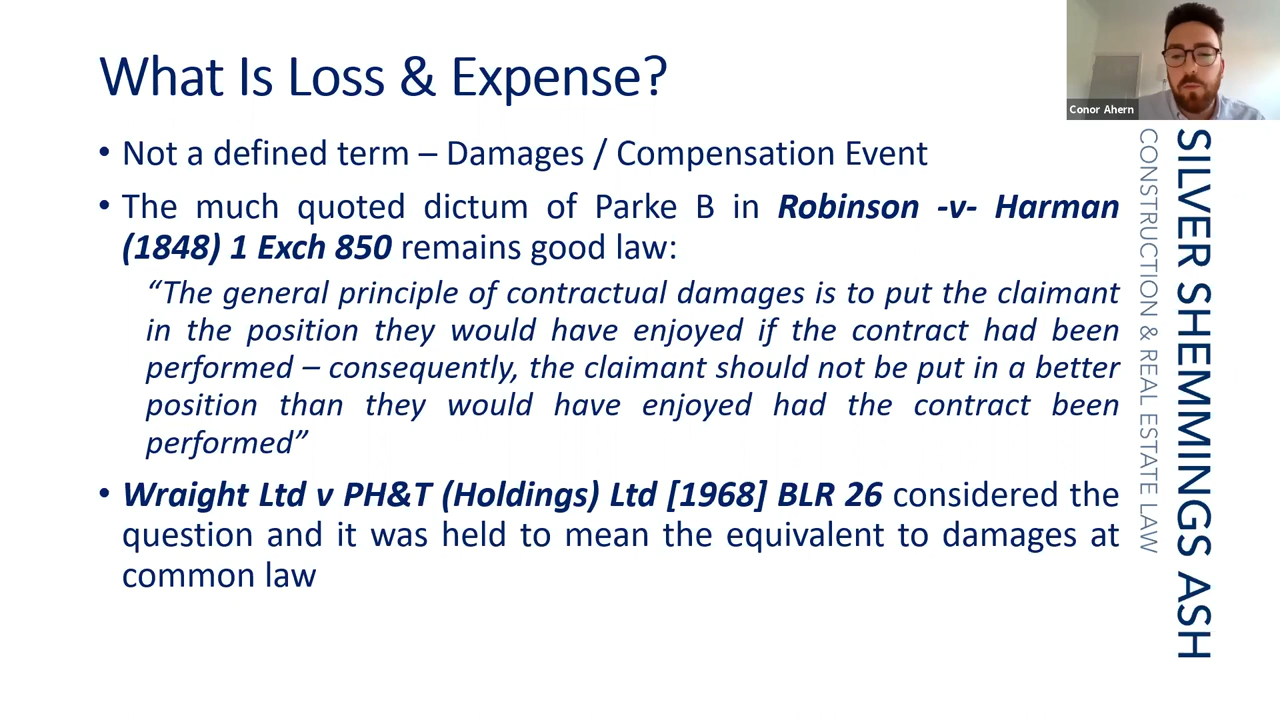 What Is Loss & Expense?
• Not a defined term – Damages / Compensation Event
• The much quoted dictum of Parke B in Robinson -v- Harman
(1848) 1 Exch 850 remains good law:
“The general principle of contractual damages is to put the claimant
in the position they would have enjoyed if the contract had been
performed – consequently, the claimant should not be put in a better
position than they would have enjoyed had the contract been
performed”
• Wraight Ltd v PH&T (Holdings) Ltd [1968] BLR 26 considered the
question and it was held to mean the equivalent to damages at
common law
Conor Ahern
SILVER SHEMMINGS ASH
CONSTRUCTION & REAL ESTATE LAW